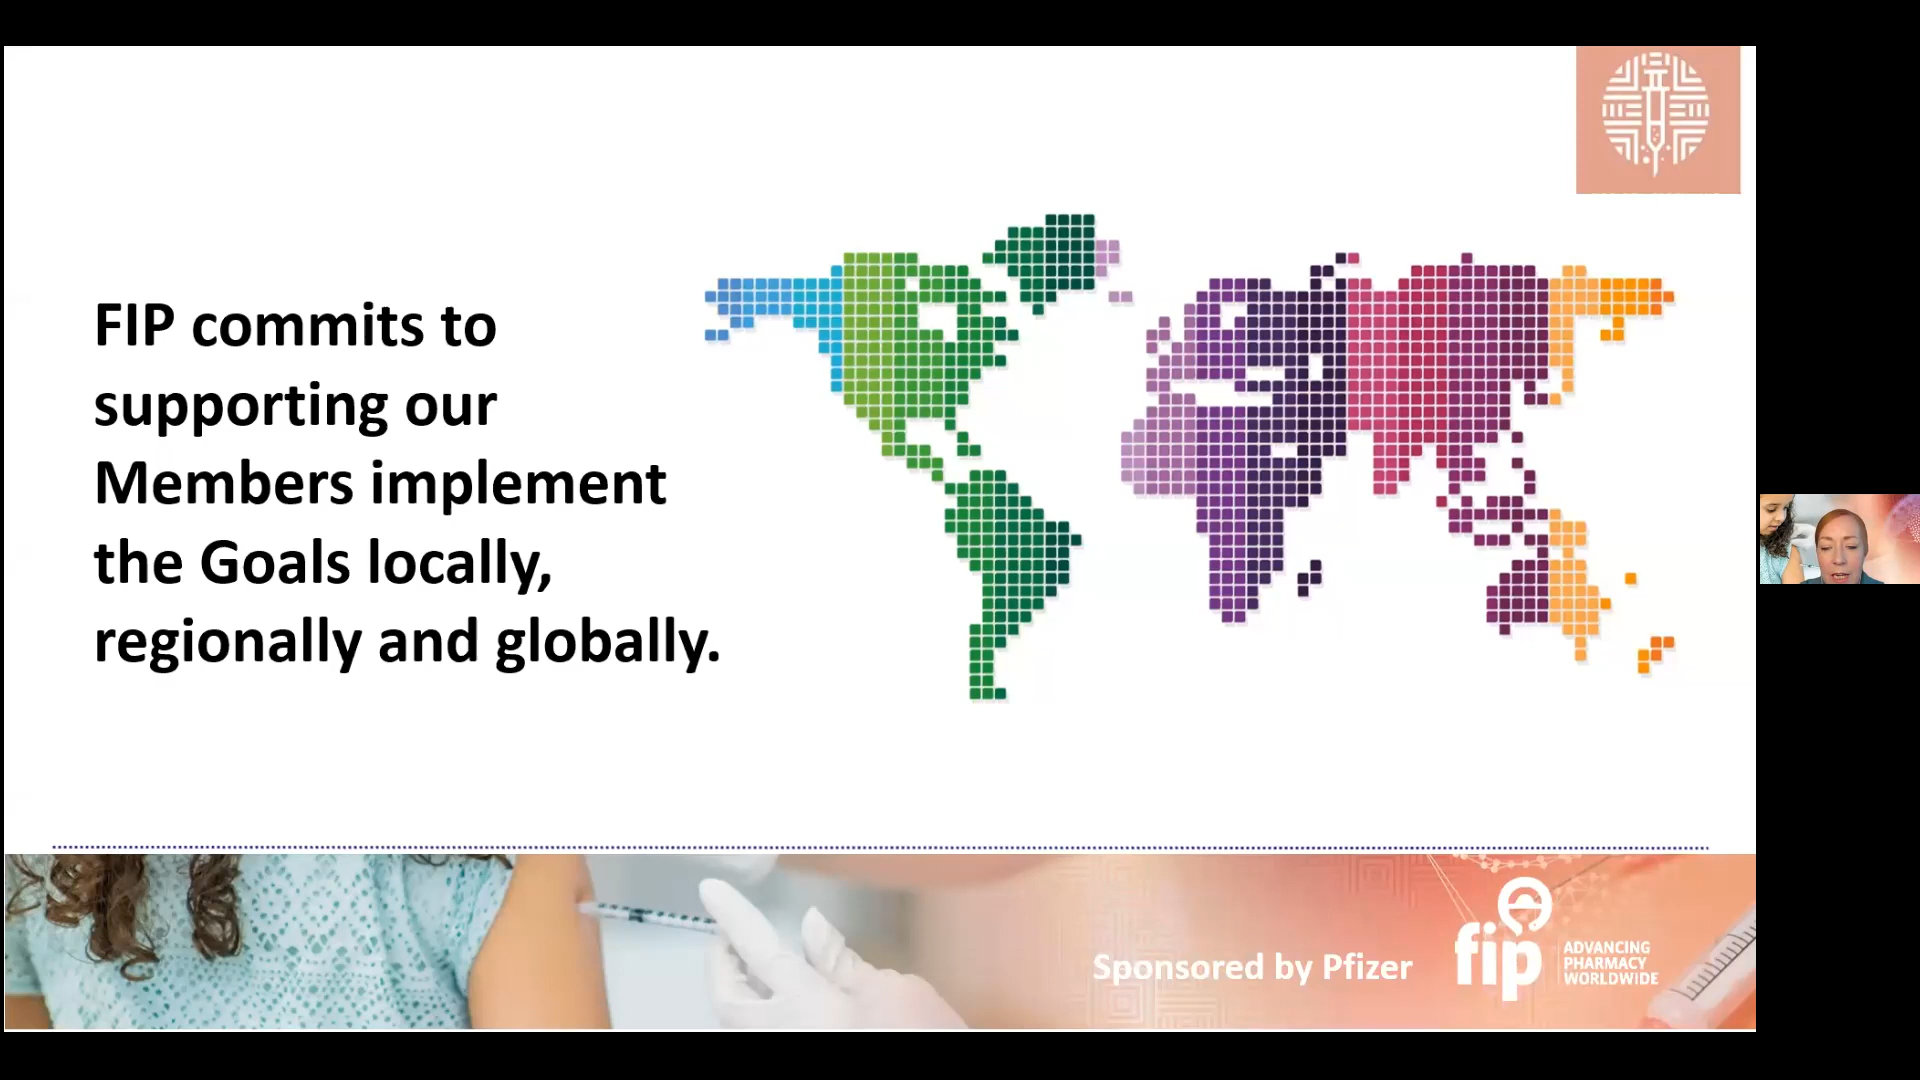 FIP commits to
supporting our
Members implement
the Goals locally,
regionally and globally.
Sponsored by Pfizer
fip
ADVANCING
PHARMACY
WORLDWIDE